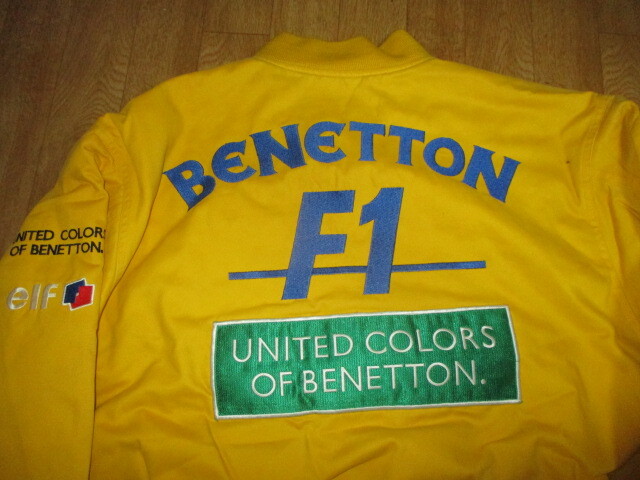 BENETTON
F1
UNITED COLORS
OF BENETTON.
UNITED COLORS
OF BENETTON.
elf